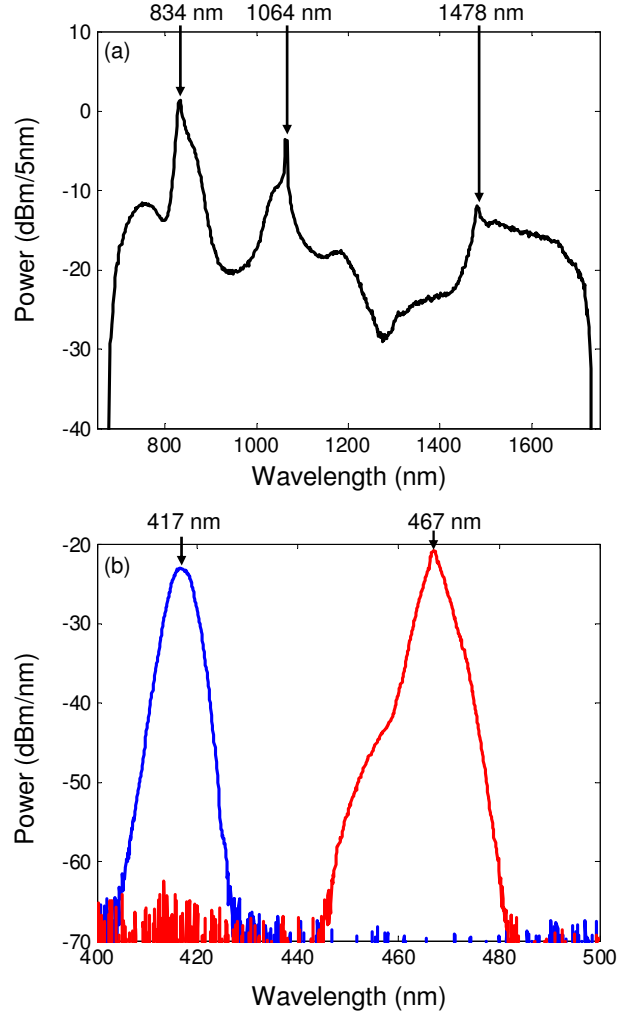 834 nm 1064 nm 1478 nm
(a)
10
0
-10
-20
-30
-40
Power (dBm/5nm)
800 1000 1200 1400 1600
Wavelength (nm)
417 nm 467 nm
(b)
-20
-30
-40
-50
-60
-70
Power (dBm/nm)
400 420 440 460 480 500
Wavelength (nm)